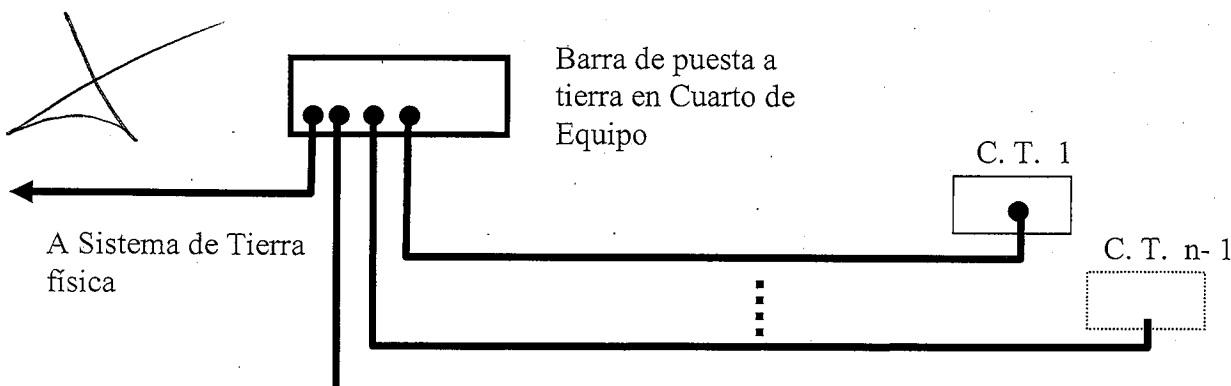 Barra de puesta a
tierra en Cuarto de
Equipo
C. T. 1
A Sistema de Tierra
física
C. T. n- 1